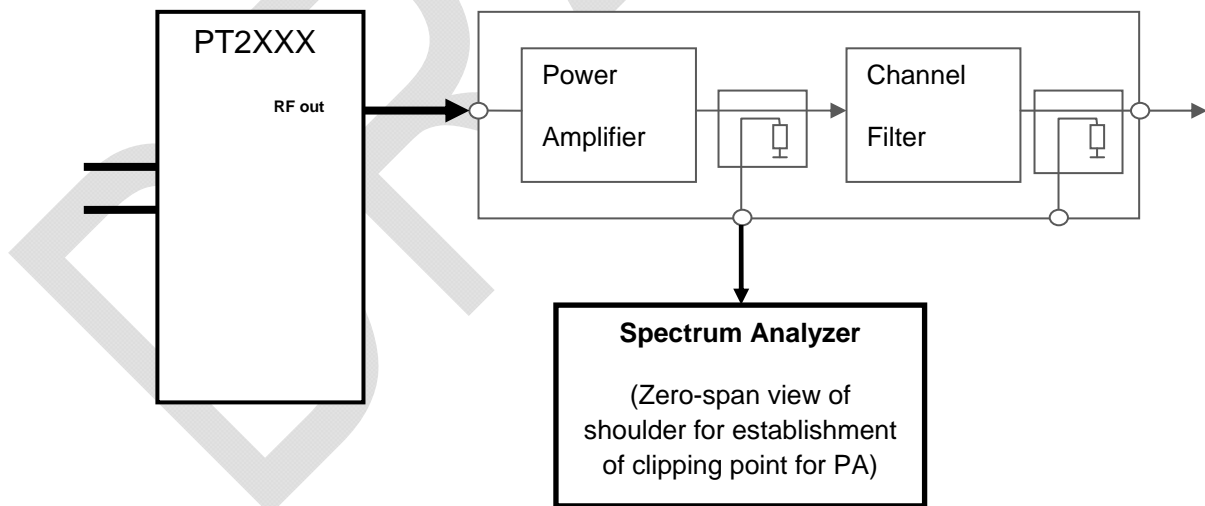 PT2XXX
RF out
Power
Amplifier
Channel
Filter
Spectrum Analyzer
(Zero-span view of
shoulder for establishment
of clipping point for PA)